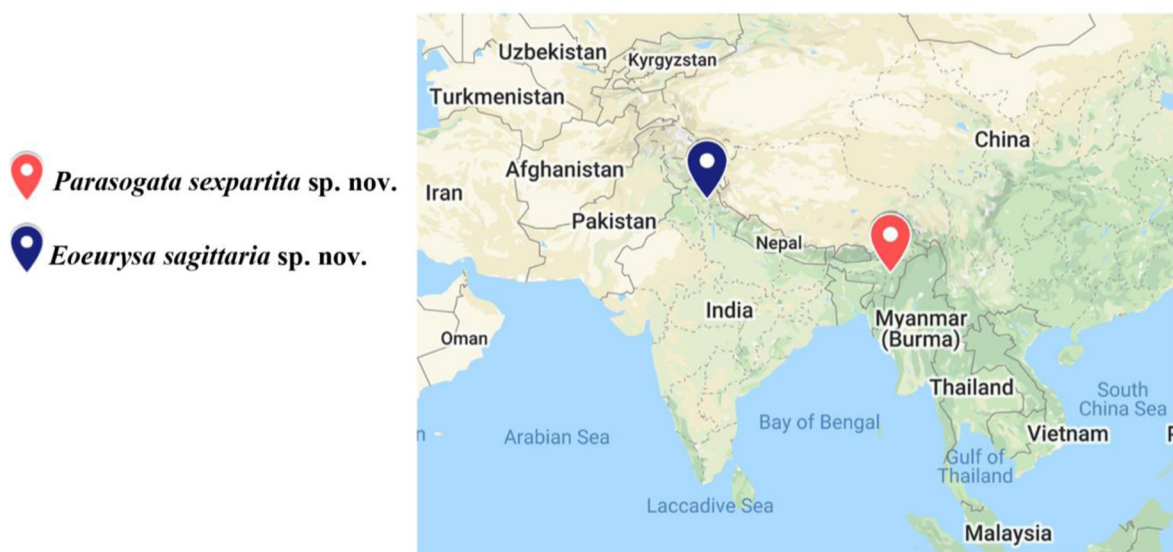 Parasogata sexpartita sp. nov.
Eoeurysa sagittaria sp. nov.
Uzbekistan
Kyrgyzstan
Turkmenistan
China
Afghanistan
Iran
Pakistan
Nepal
India
Oman
Myanmar
(Burma)
Thailand
South
China Sea
Bay of Bengal
Arabian Sea
Vietnam
Gulf of
Thailand
Laccadive Sea
Malaysia